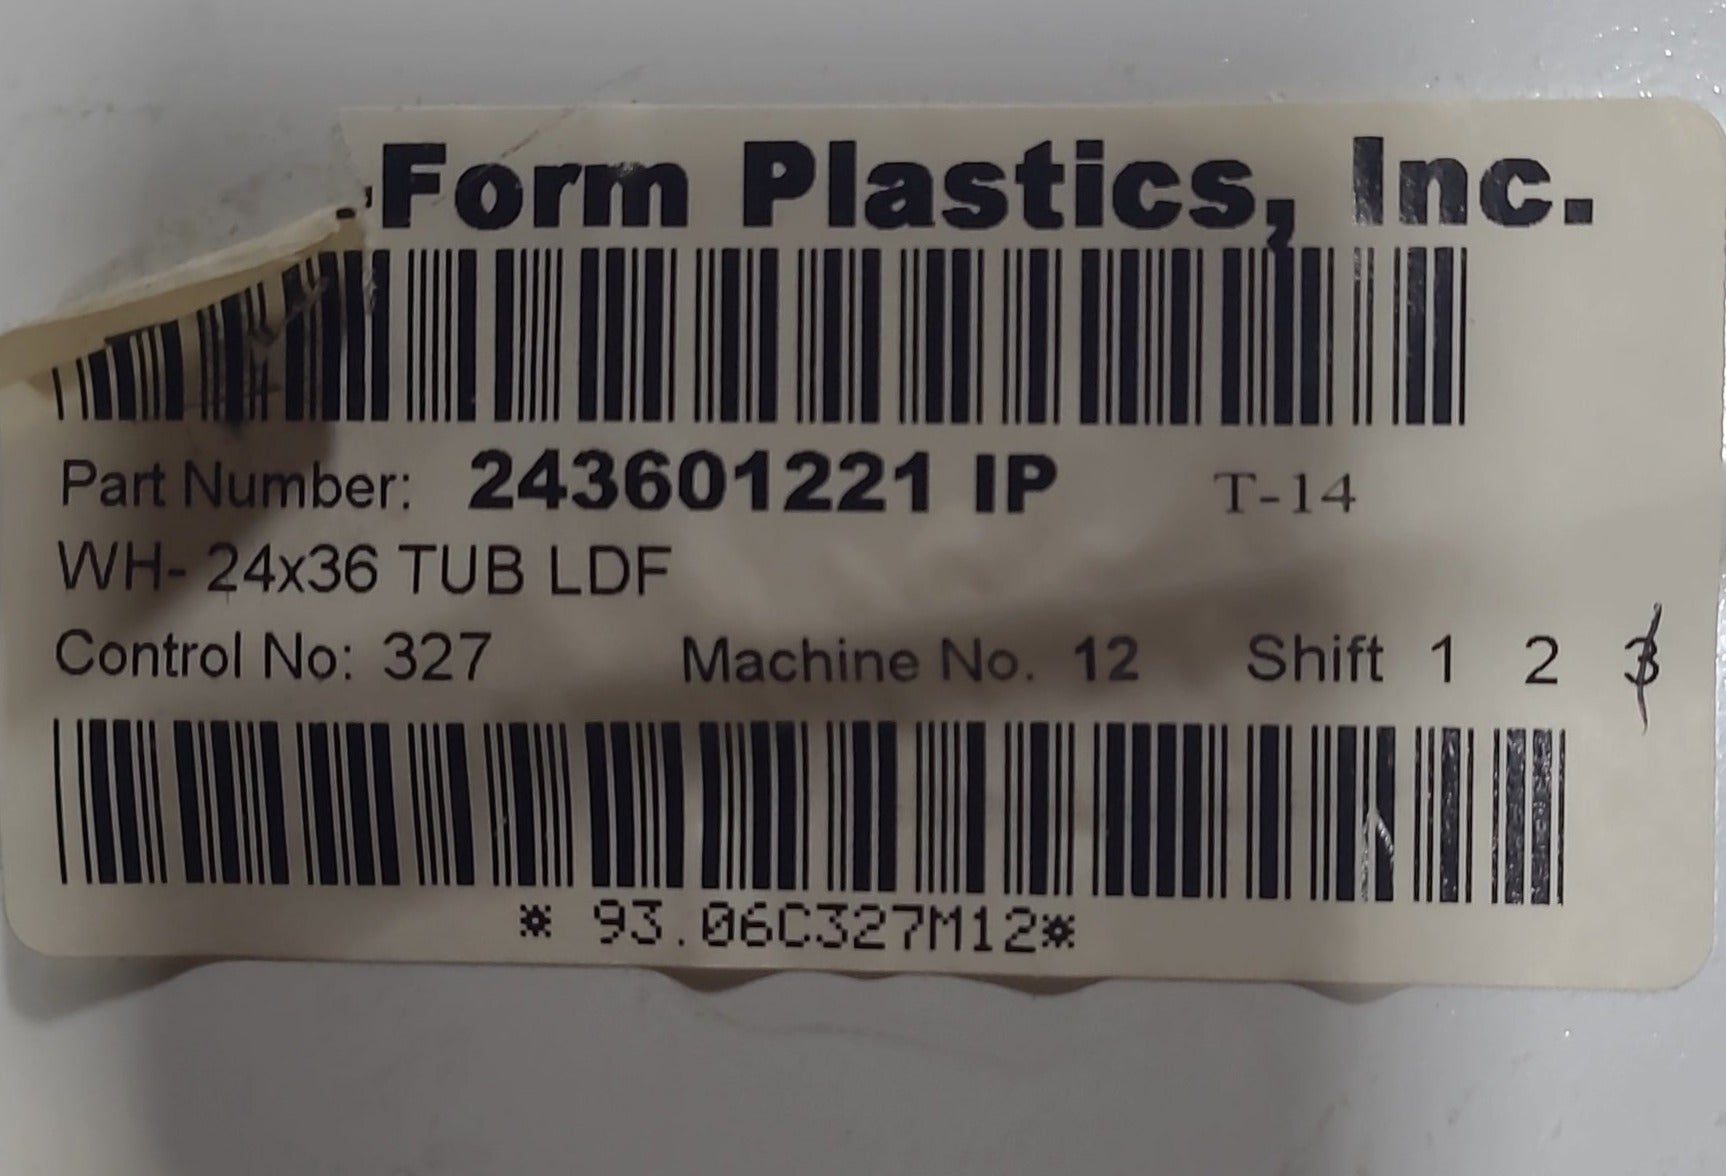 Form Plastics, Inc.
Part Number: 243601221 IP T-14
WH- 24x36 TUB LDF
Control No: 327 Machine No. 12 Shift 1 2 3
* 93.06C327M12*